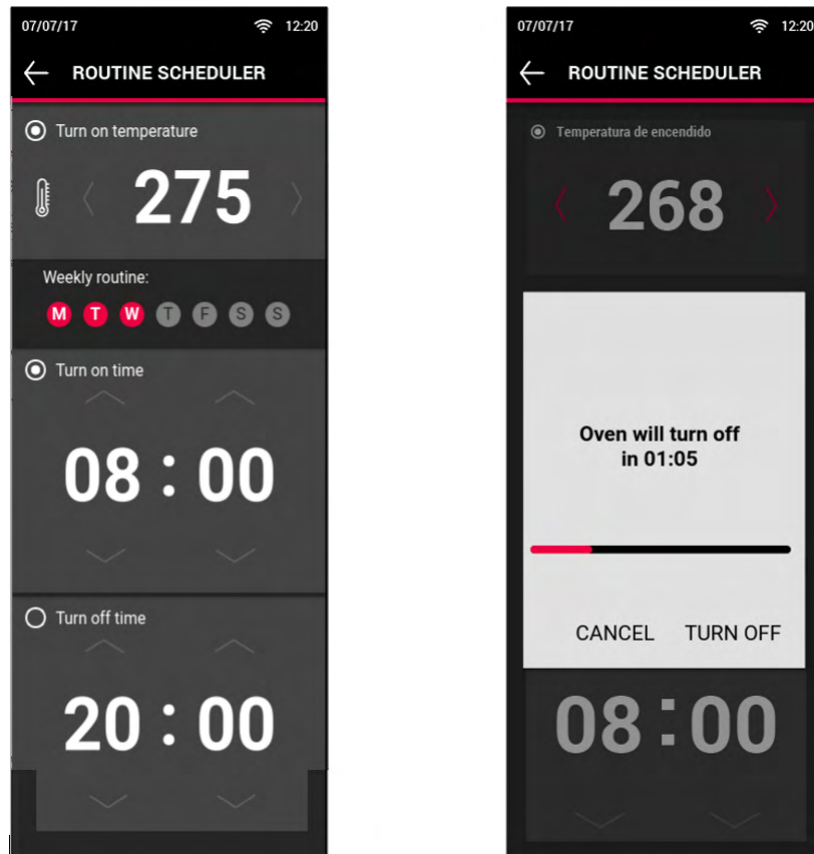 07/07/17 12:20
← ROUTINE SCHEDULER
Turn on temperature
275
Weekly routine:
M T W T F S S
Turn on time
08 : 00
Turn off time
20 : 00
07/07/17 12:20
← ROUTINE SCHEDULER
Temperatura de encendido
268
Oven will turn off
in 01:05
CANCEL TURN OFF
08 : 00